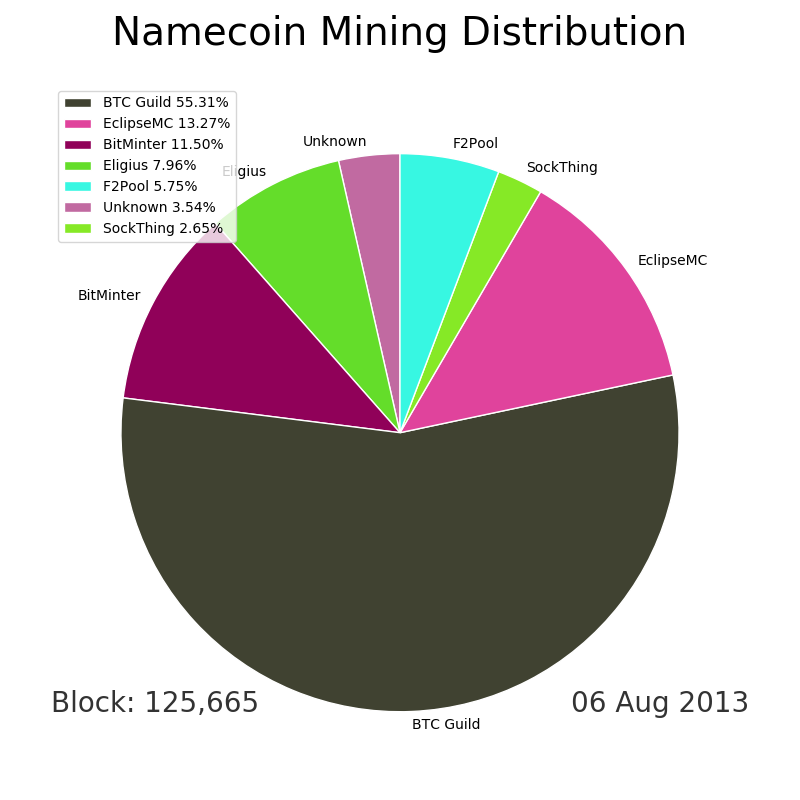 Namecoin Mining Distribution
BTC Guild 55.31%
EclipseMC 13.27%
BitMinter 11.50%
Eligius 7.96%
F2Pool 5.75%
Unknown 3.54%
SockThing 2.65%
Unknown
F2Pool
SockThing
Eligius
EclipseMC
BitMinter
BTC Guild
Block: 125,665
06 Aug 2013